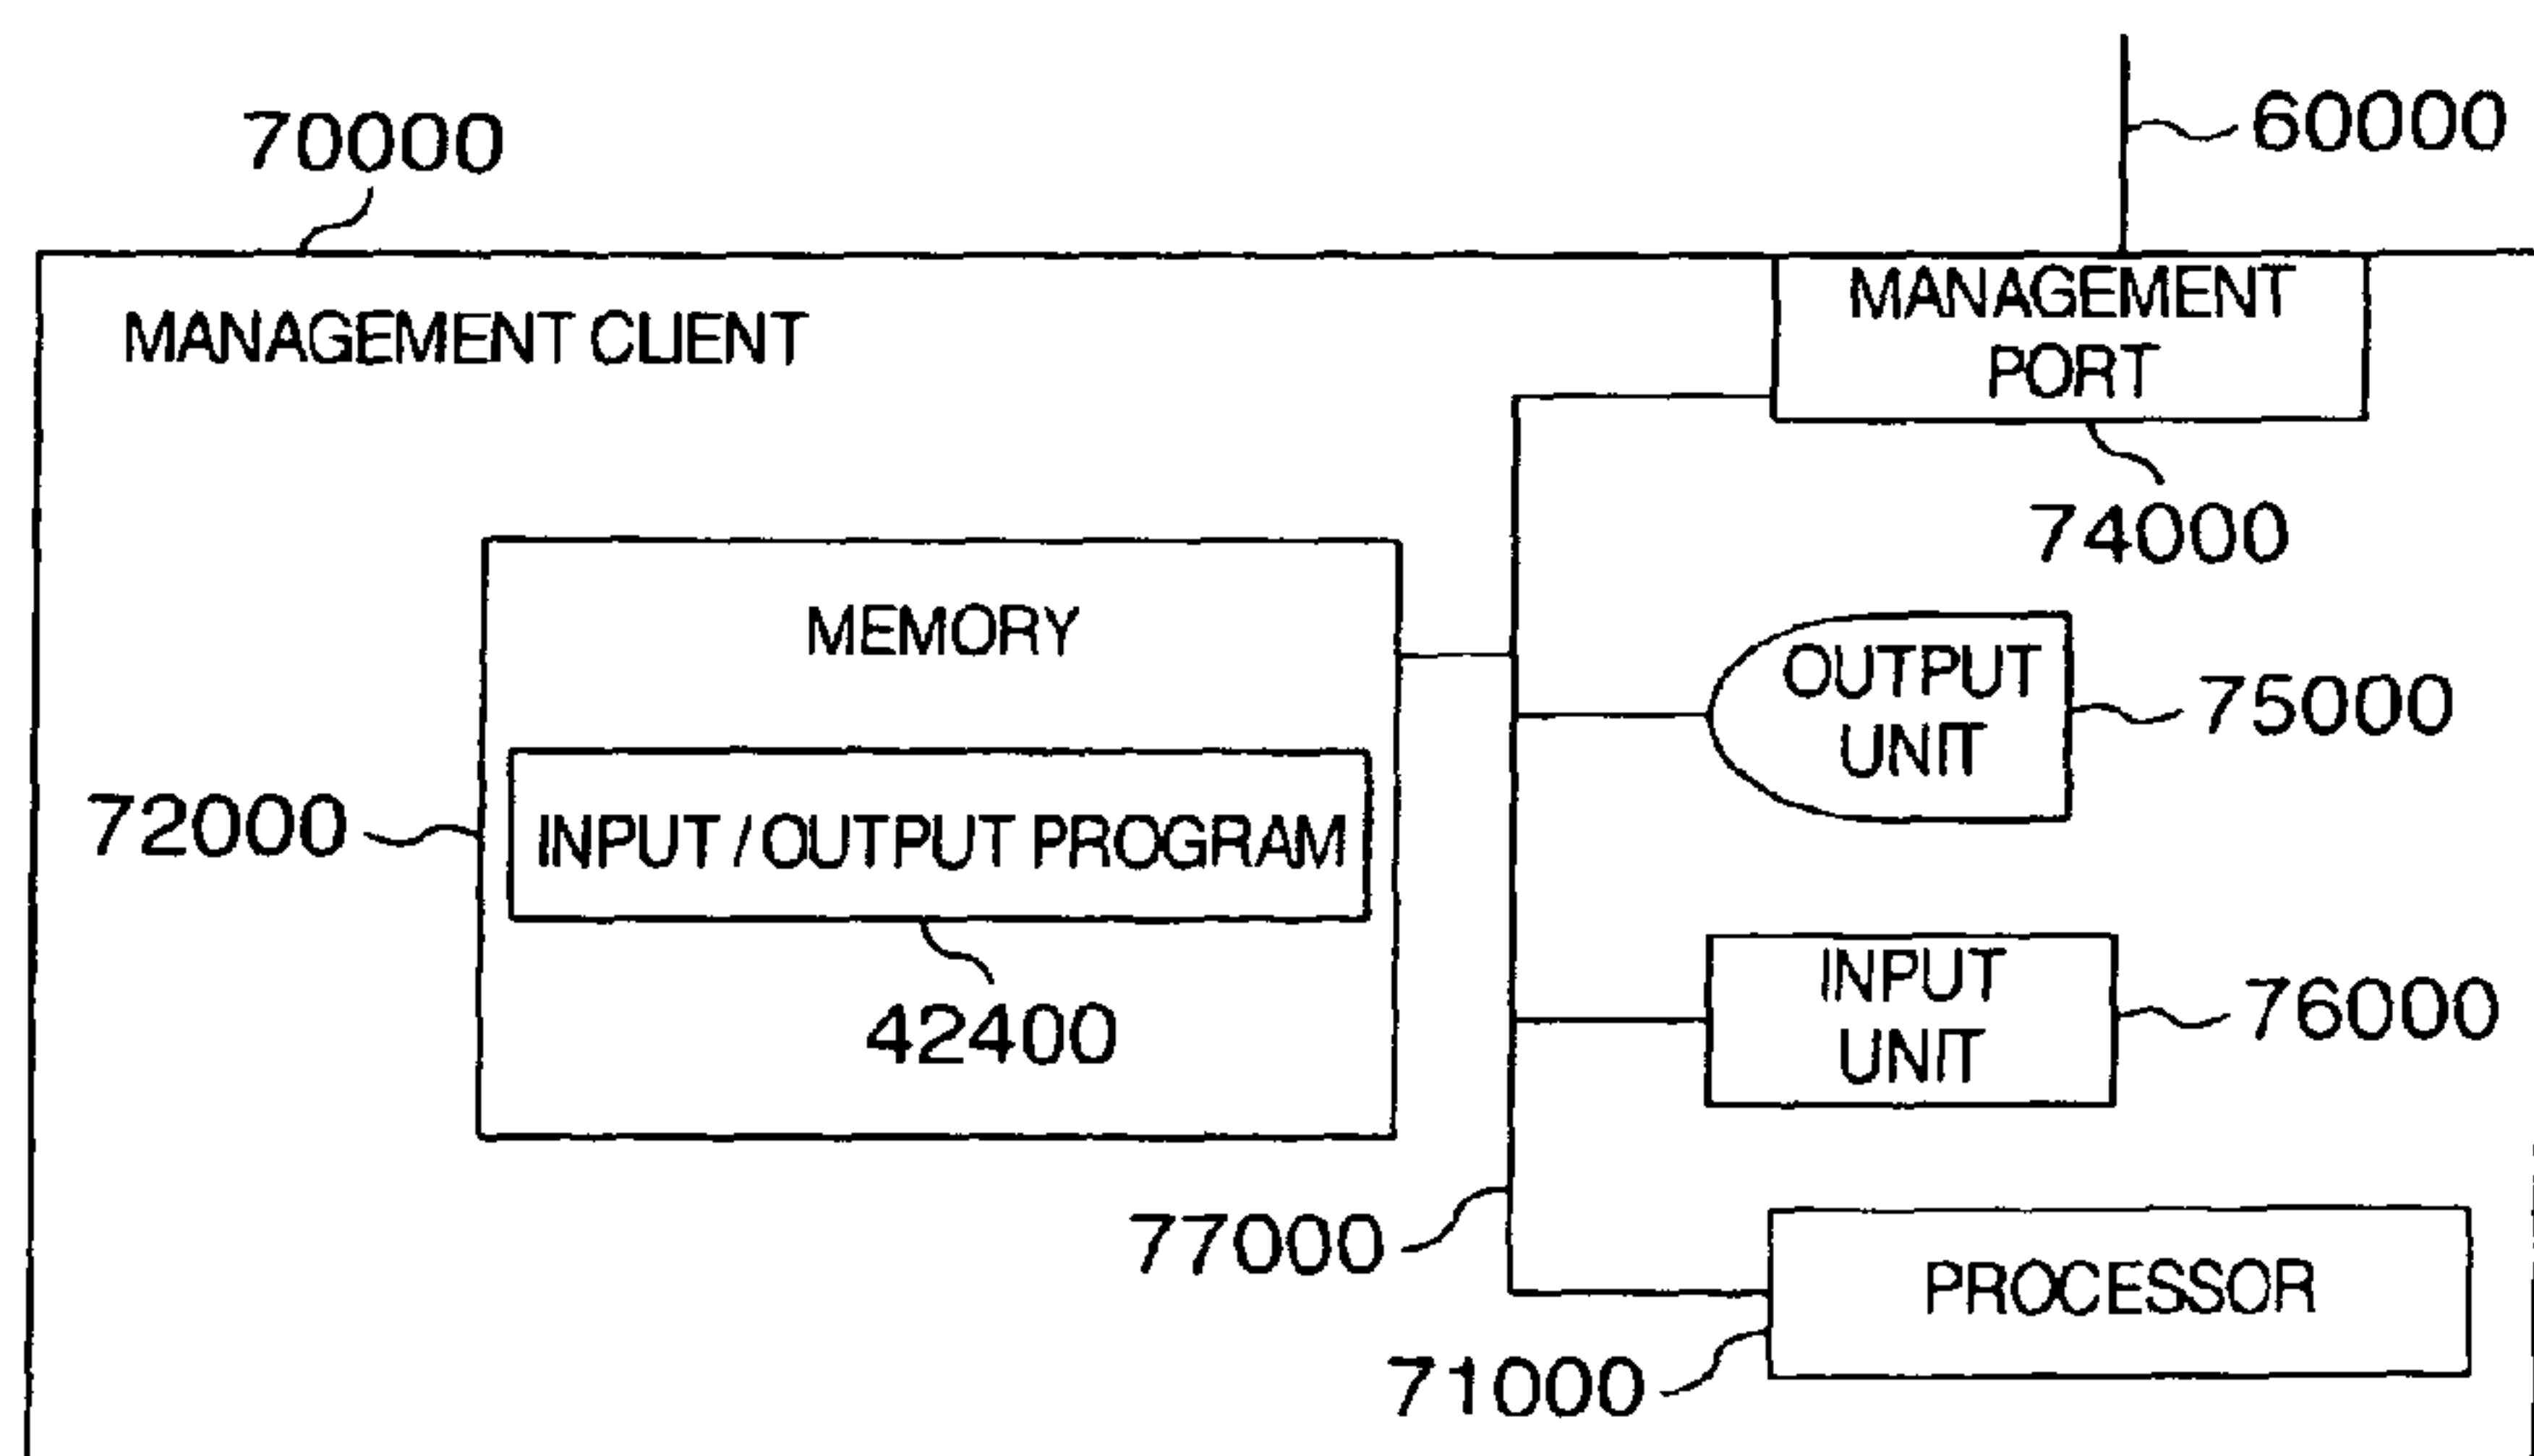 70000
60000
MANAGEMENT CLIENT
MANAGEMENT
PORT
74000
MEMORY
OUTPUT
UNIT
75000
72000
INPUT / OUTPUT PROGRAM
42400
INPUT
UNIT
76000
77000
PROCESSOR
71000